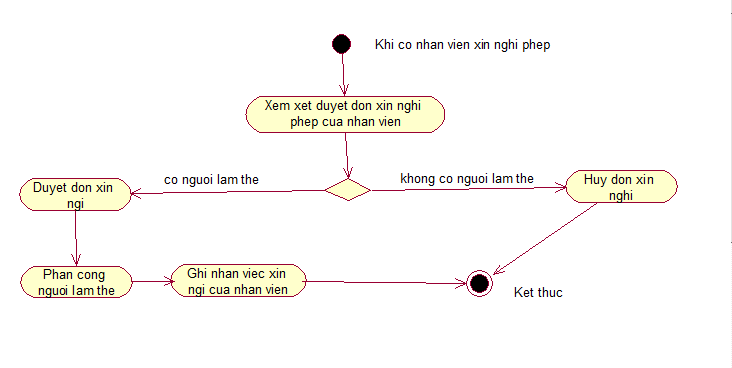 Khi co nhan vien xin nghi phep
Xem xet duyet don xin nghi
phep cua nhan vien
co nguoi lam the
khong co nguoi lam the
Duyet don xin
ngi
Huy don xin
nghi
Phan cong
nguoi lam the
Ghi nhan viec xin
ngi cua nhan vien
Ket thuc